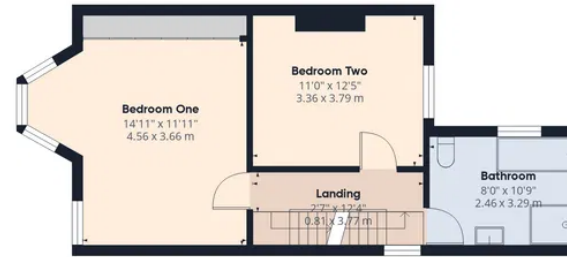 Bedroom One
14'11" x 11'11"
4.56 x 3.66 m
Bedroom Two
11'0" x 12'5"
3.36 x 3.79 m
Landing
2'7" x 12'4"
0.81 x 3.77 m
Bathroom
8'0" x 10'9"
2.46 x 3.29 m